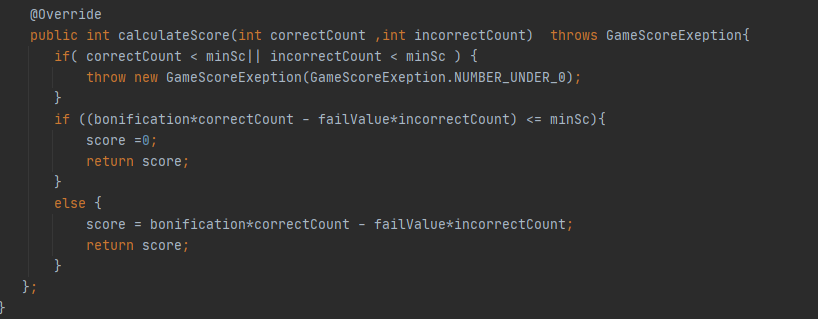 @Override
public int calculateScore(int correctCount ,int incorrectCount)  throws GameScoreExeption{
if( correctCount < minSc|| incorrectCount < minSc ) {
throw new GameScoreExeption(GameScoreExeption.NUMBER_UNDER_0);
}
if ((bonification*correctCount - failValue*incorrectCount) <= minSc){
score =0;
return score;
}
else {
score = bonification*correctCount - failValue*incorrectCount;
return score;
}
};
}